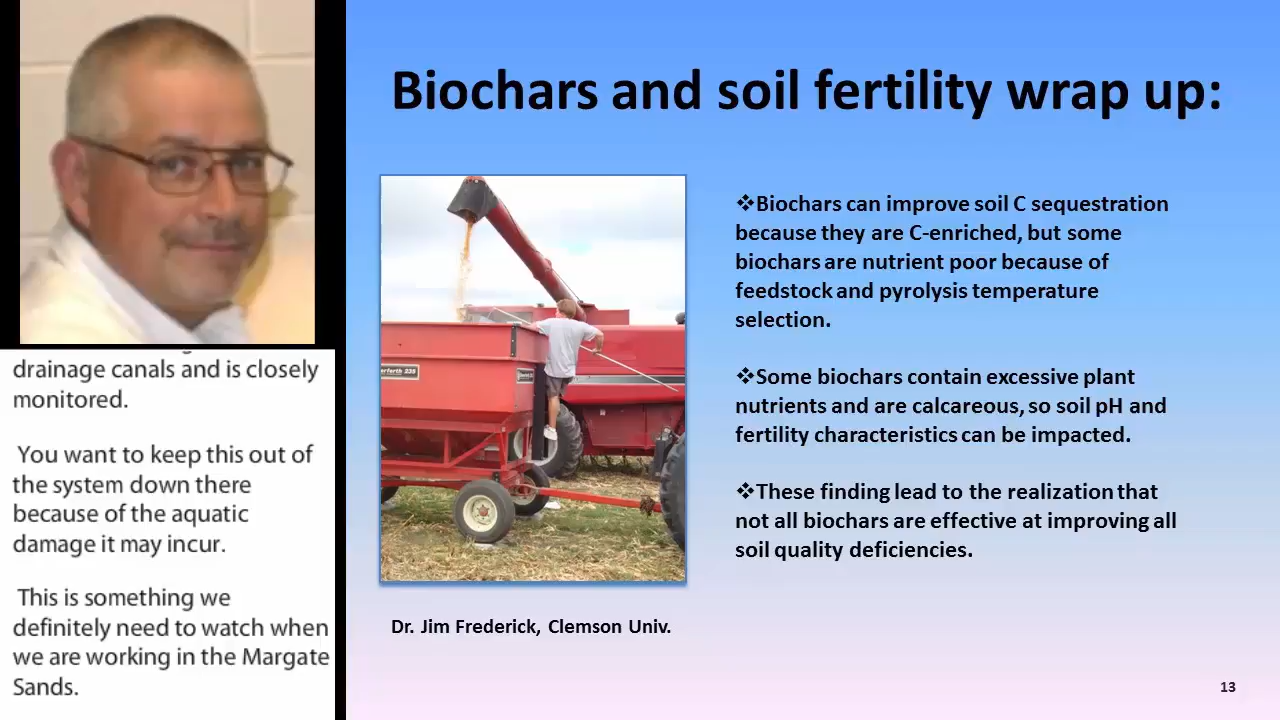 Biochars and soil fertility wrap up:
❖Biochars can improve soil C sequestration
because they are C-enriched, but some
biochars are nutrient poor because of
feedstock and pyrolysis temperature
selection.
❖Some biochars contain excessive plant
nutrients and are calcareous, so soil pH and
fertility characteristics can be impacted.
❖These finding lead to the realization that
not all biochars are effective at improving all
soil quality deficiencies.
Dr. Jim Frederick, Clemson Univ.
13
drainage canals and is closely
monitored.
You want to keep this out of
the system down there
because of the aquatic
damage it may incur.
This is something we
definitely need to watch when
we are working in the Margate
Sands.